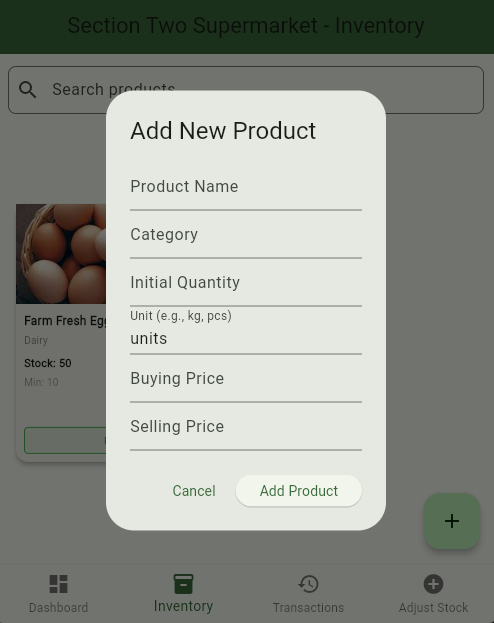 Section Two Supermarket - Inventory
Search products...
Add New Product
Product Name
Category
Initial Quantity
Unit (e.g., kg, pcs)
units
Buying Price
Selling Price
Cancel
Add Product
Farm Fresh
Dairy
Stock: 50
Min: 10
Dashboard
Inventory
Transactions
Adjust Stock